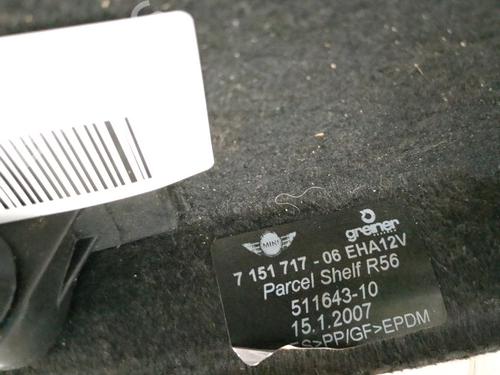 MINI
greiner
7 151 717 - 06 EHA12V
Parcel Shelf R56
511643-10
15.1.2007
>PP/GF>EPDM